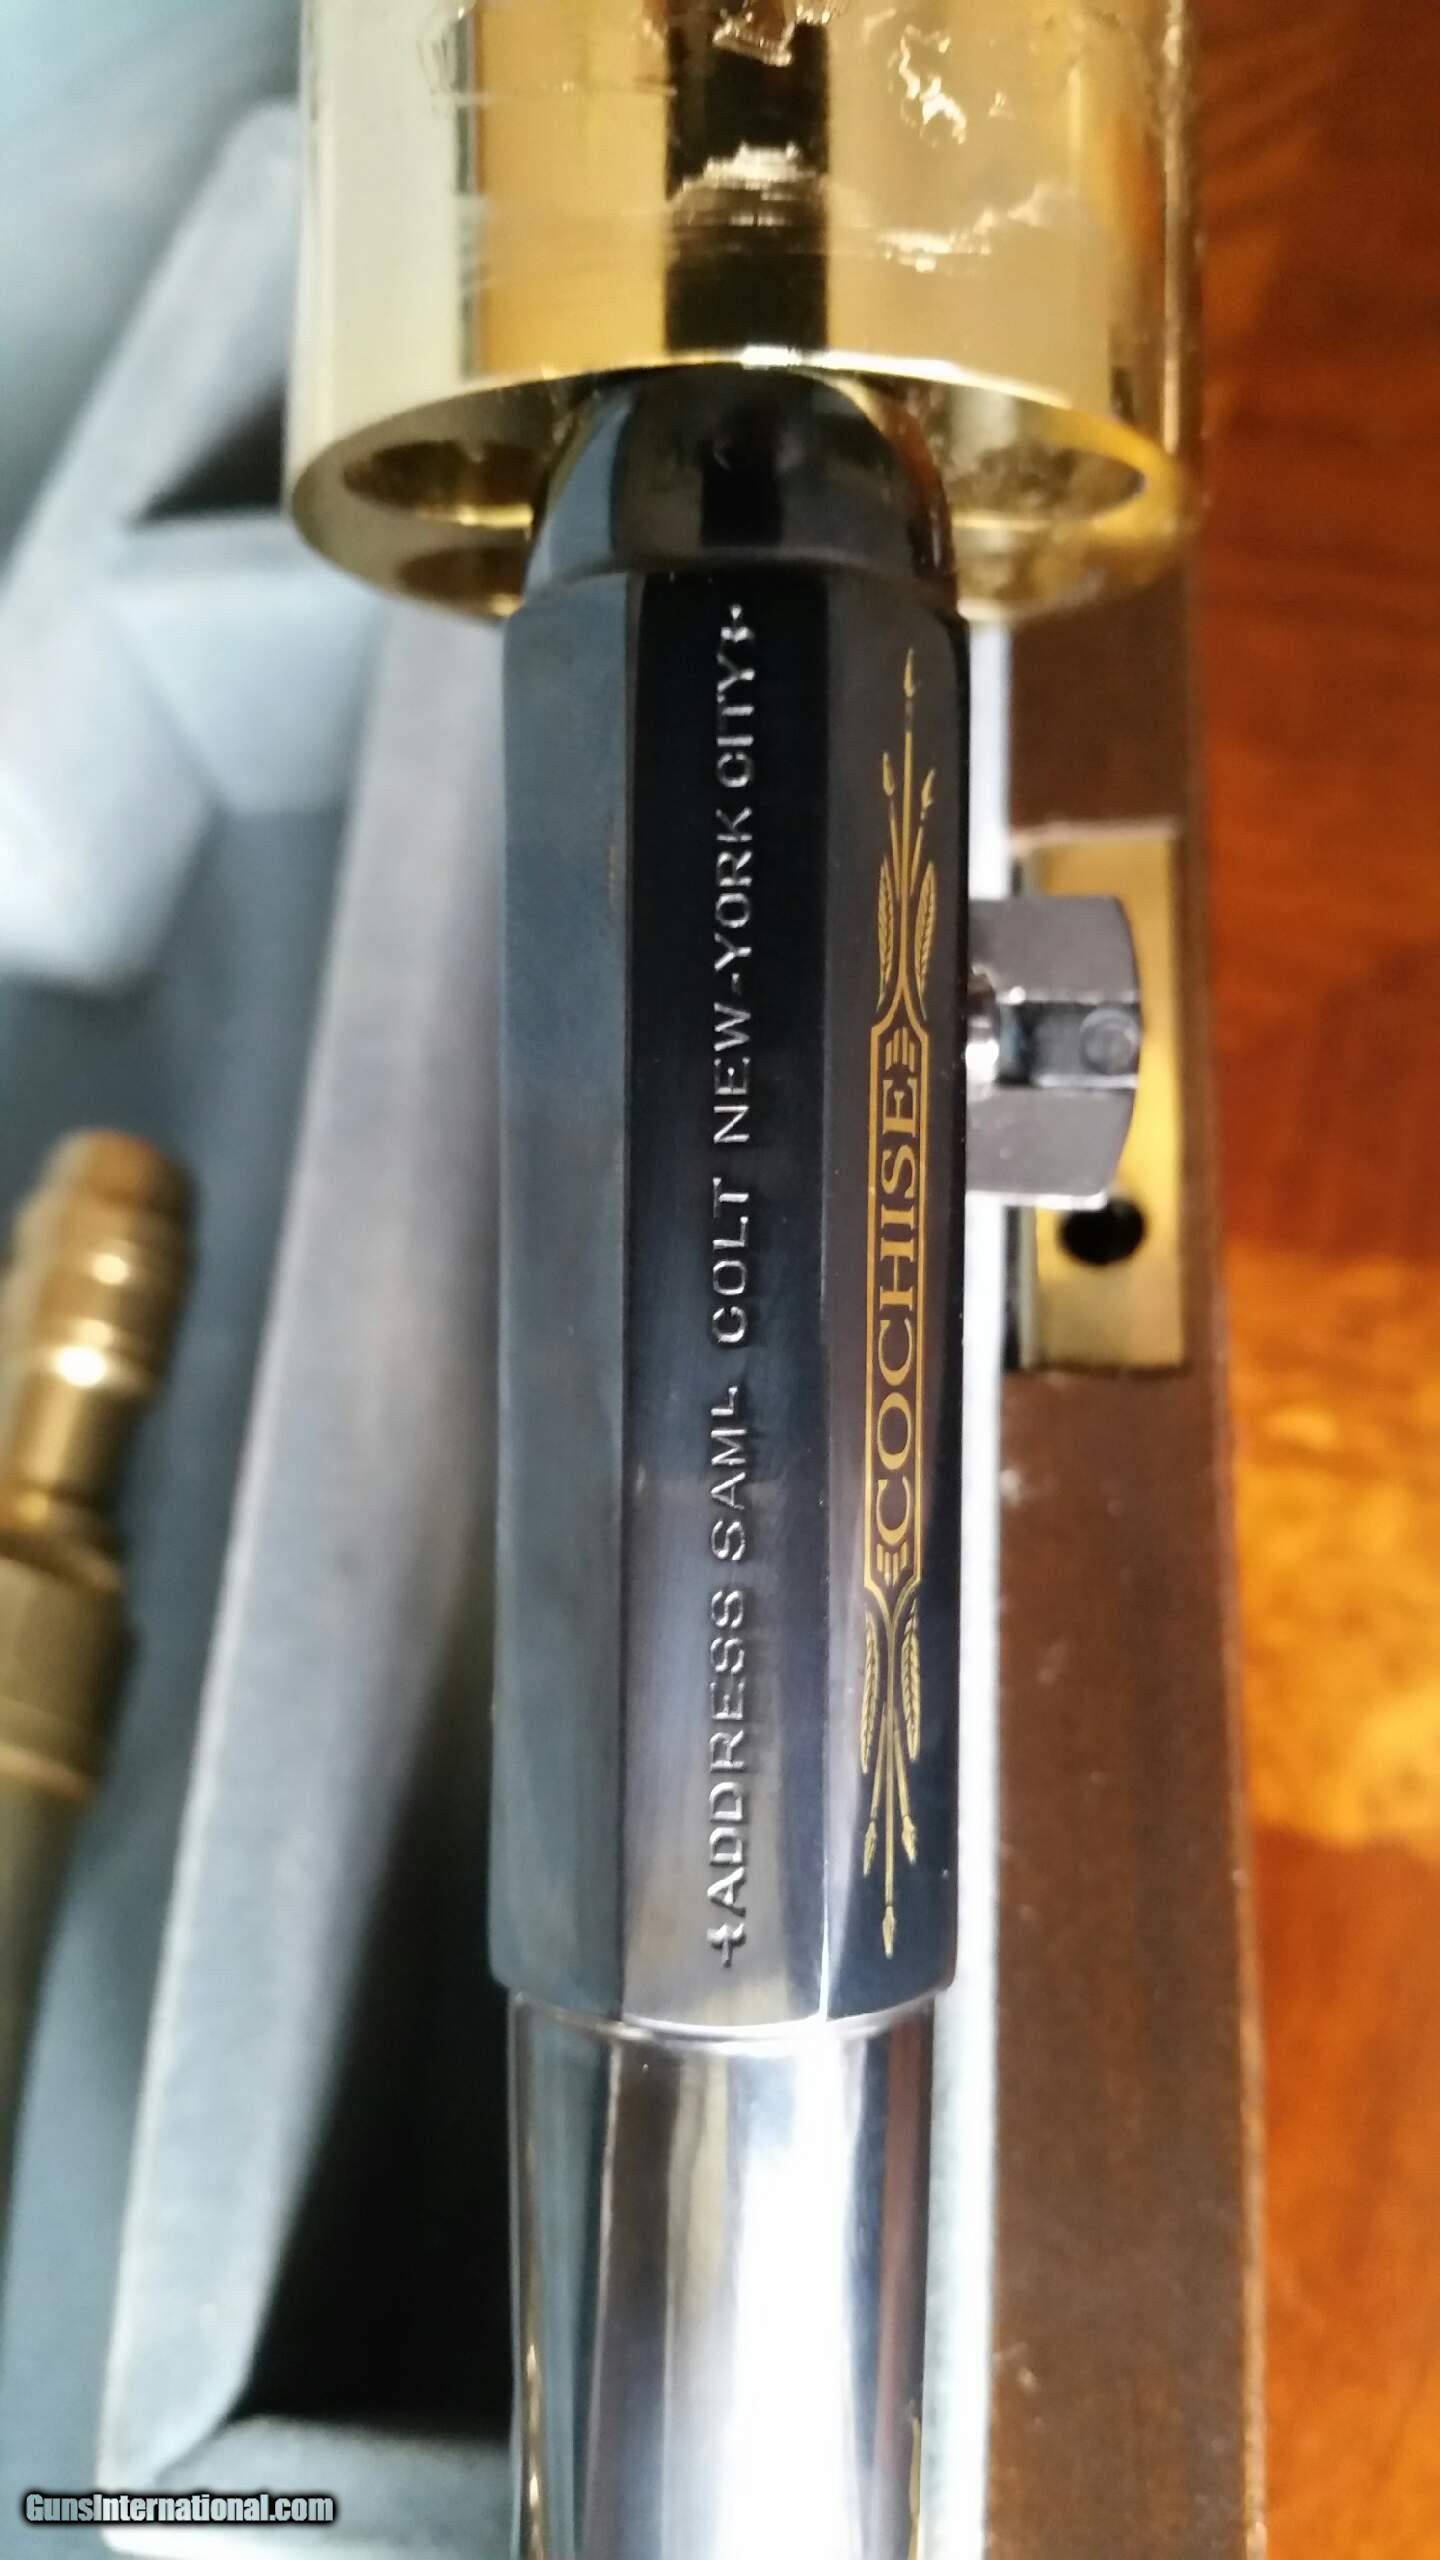 -ADDRESS SAML COLT NEW-YORK CITY-
COCHISE
GunsInternational.com